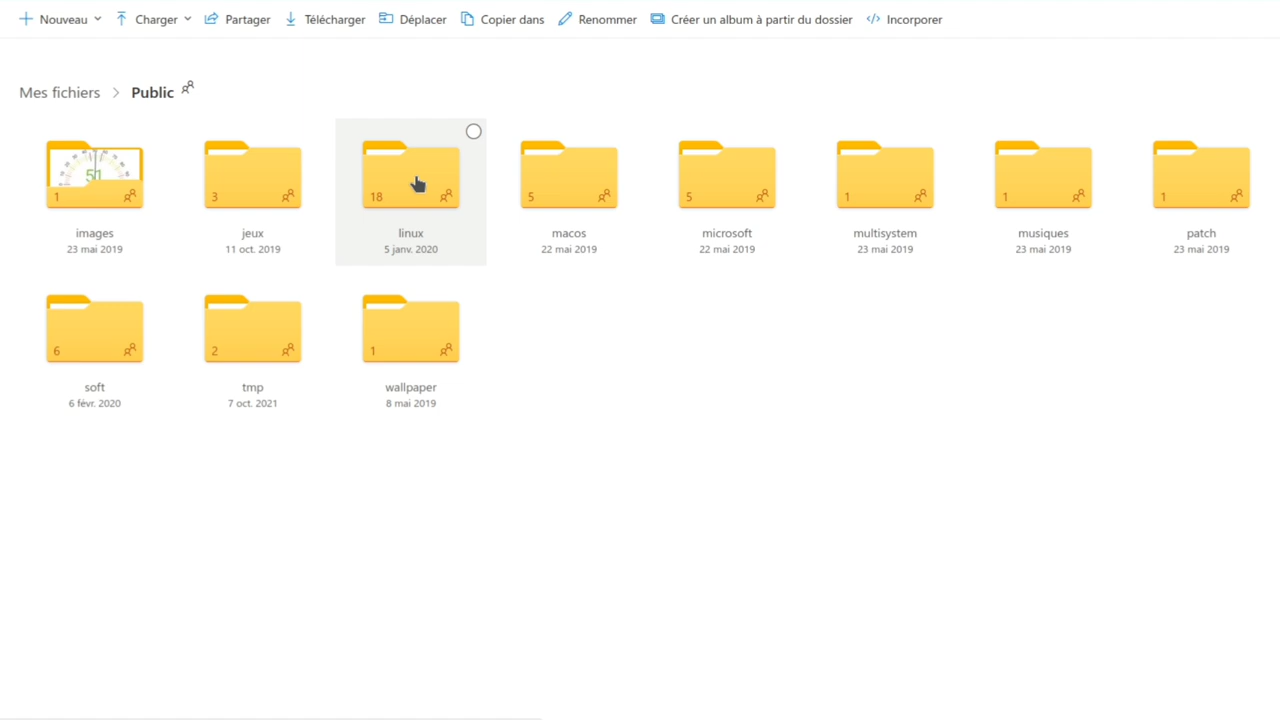 Nouveau Charger Partager Télécharger Déplacer Copier dans Renommer Créer un album à partir du dossier Incorporer
Mes fichiers > Public
51
1 3 18 5 5 1 1 1
images jeux linux macos microsoft multisystem musiques patch
23 mai 2019 11 oct. 2019 5 janv. 2020 22 mai 2019 22 mai 2019 23 mai 2019 23 mai 2019 23 mai 2019
6 2 1
soft tmp wallpaper
6 févr. 2020 7 oct. 2021 8 mai 2019